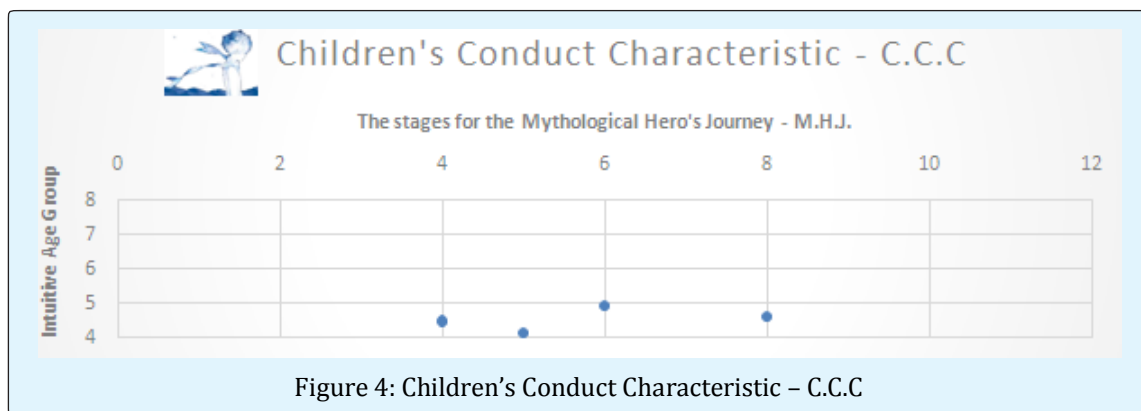 Children's Conduct Characteristic - C.C.C
The stages for the Mythological Hero's Journey - M.H.J.
0 2 4 6 8 10 12
Intuitive Age Group
8
7
6
5
4
Figure 4: Children’s Conduct Characteristic – C.C.C